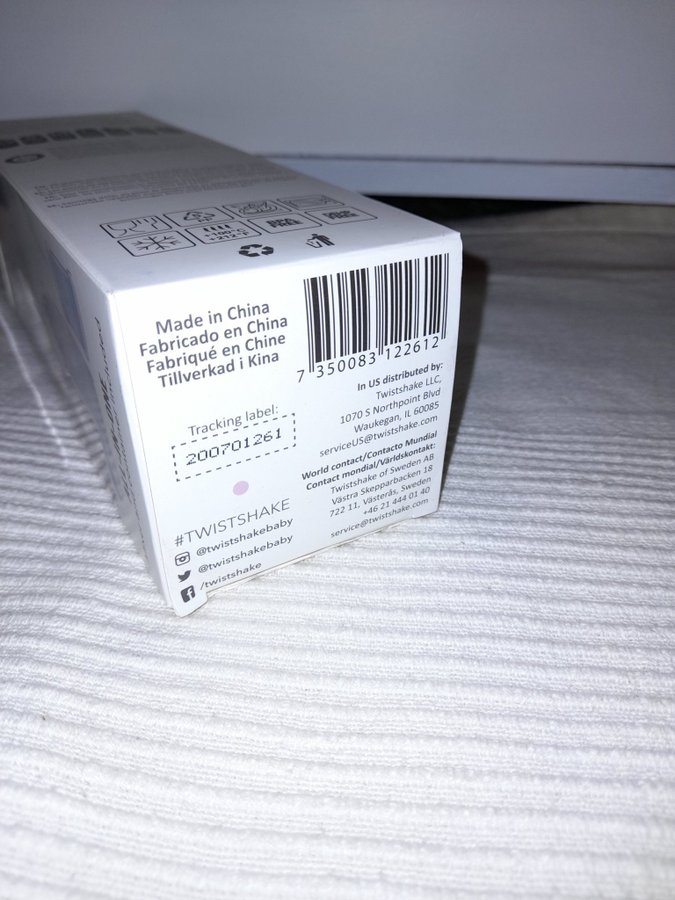 +100°C
+212°F
Made in China
Fabricado en China
Fabriqué en Chine
Tillverkad i Kina
7 350083 122612
Tracking label:
200701261
In US distributed by:
Twistshake LLC,
1070 S Northpoint Blvd
Waukegan, IL 60085
serviceUS@twistshake.com
World contact/Contacto Mundial
Contact mondial/Världskontakt:
Twistshake of Sweden AB
Västra Skepparbacken 18
722 11, Västerås, Sweden
+46 21 444 01 40
service@twistshake.com
#TWISTSHAKE
@twistshakebaby
@twistshakebaby
/twistshake